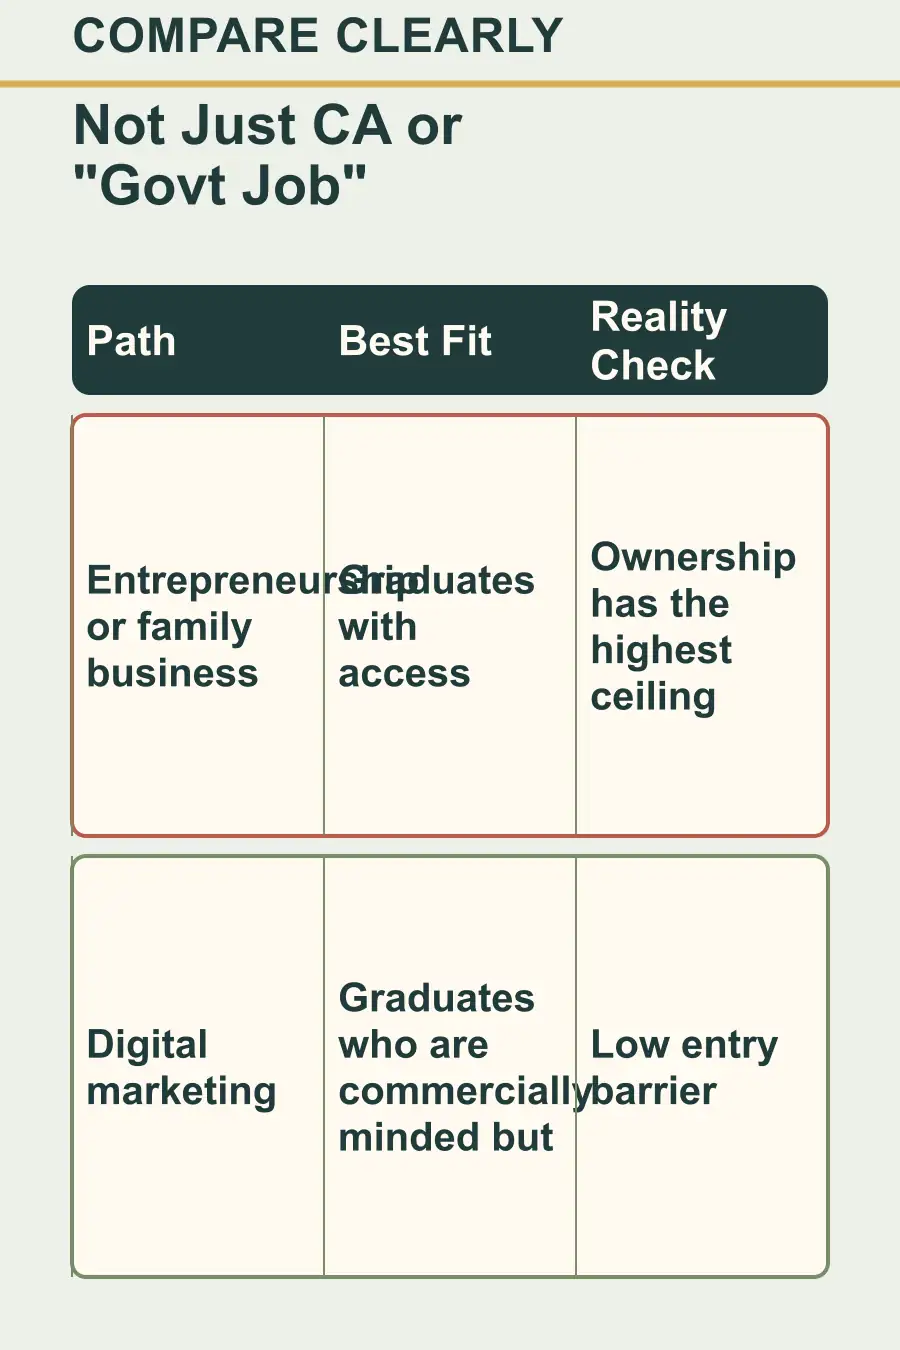 COMPARE CLEARLY
Not Just CA or
"Govt Job"
Path
Best Fit
Reality
Check
Entrepreneurship
or family
business
Graduates
with
access
Ownership
has the
highest
ceiling
Digital
marketing
Graduates
who are
commercially
minded but
Low entry
barrier